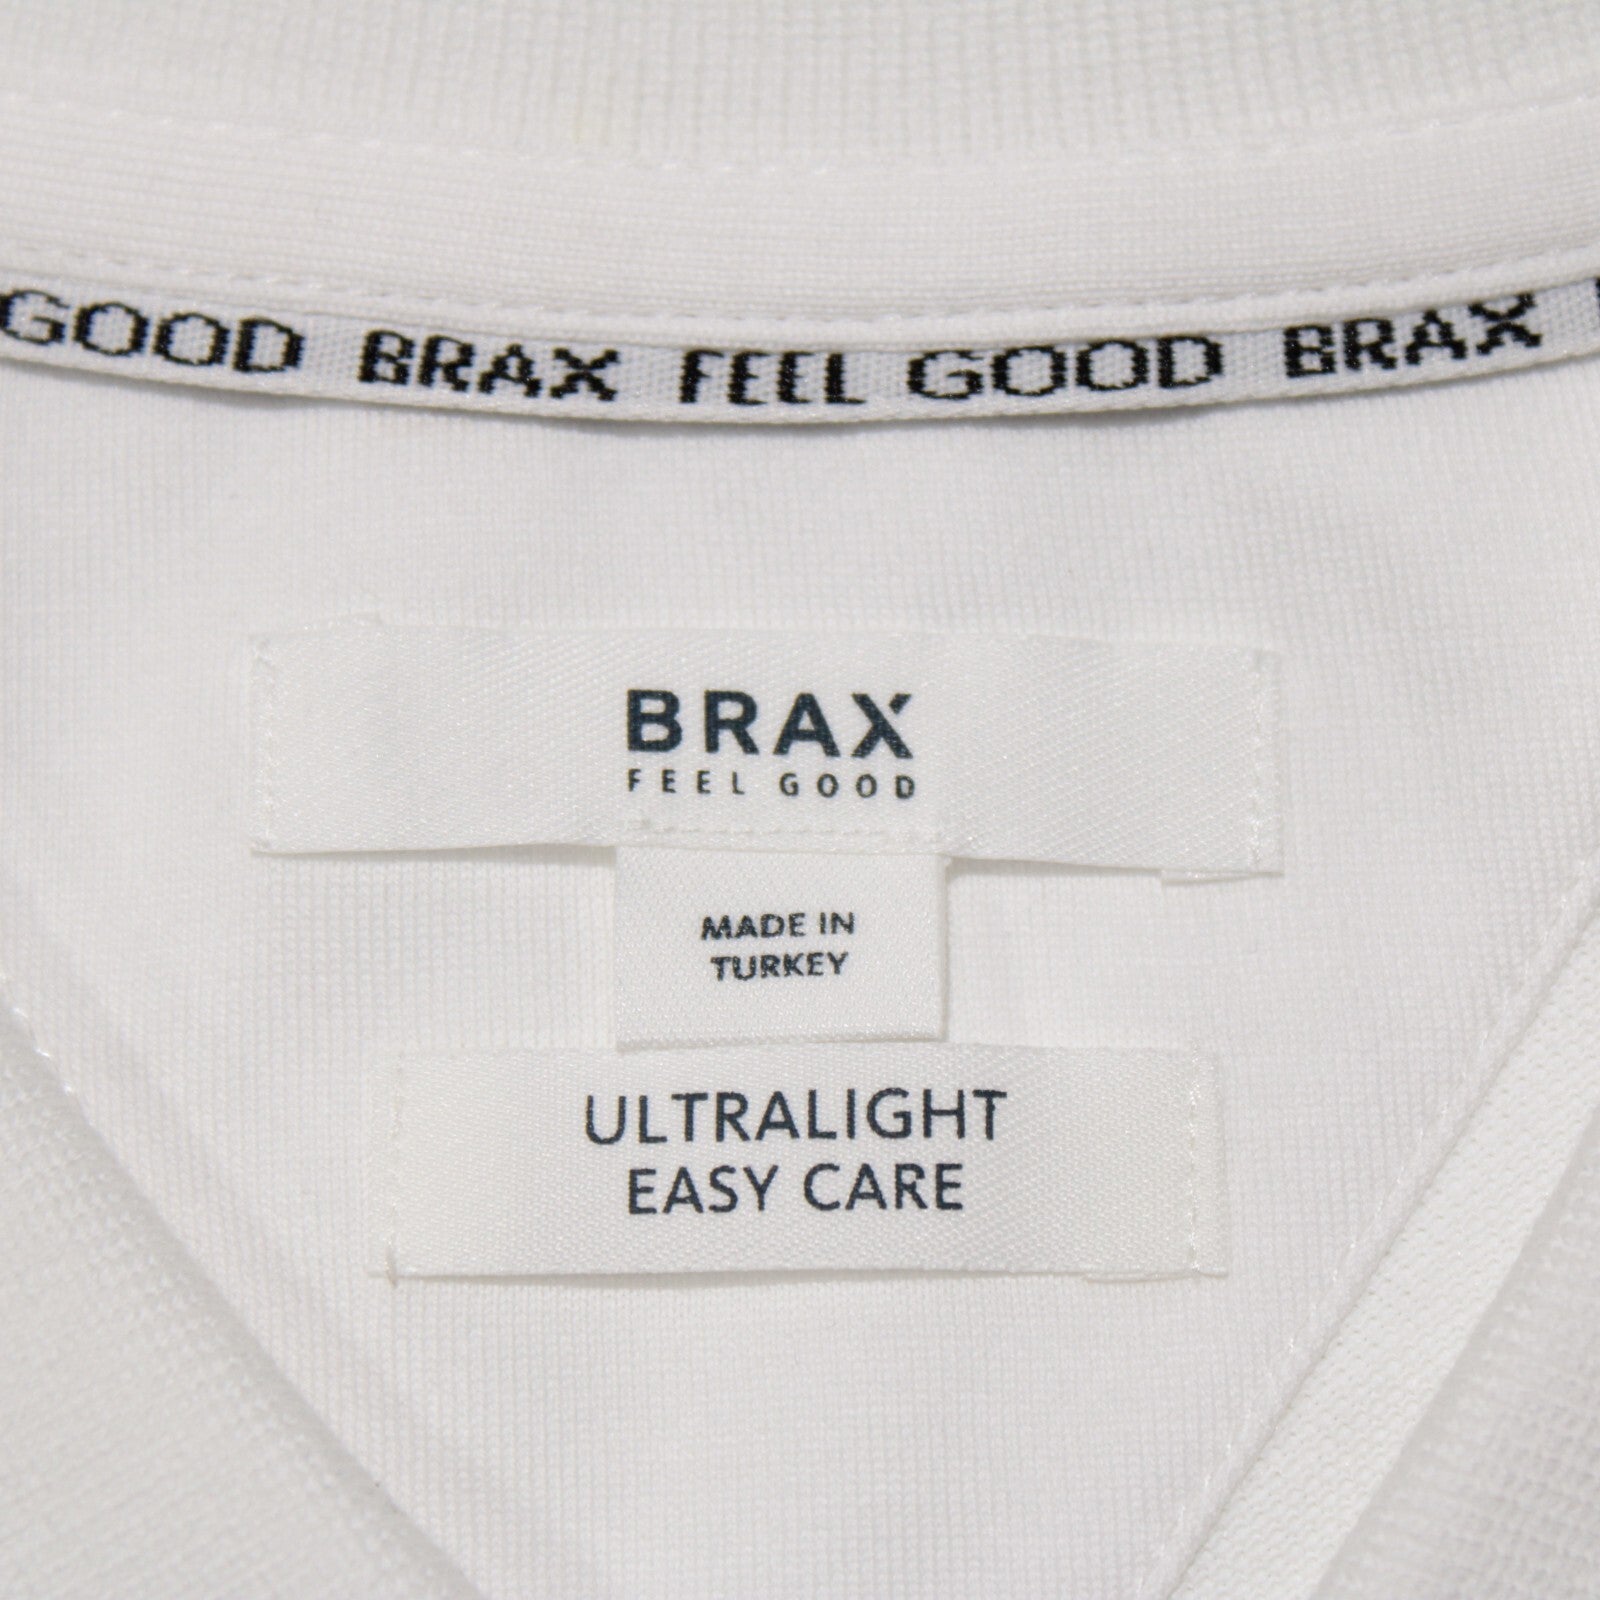 GOOD BRAX FEEL GOOD BRAX
BRAX
FEEL GOOD
MADE IN
TURKEY
ULTRALIGHT
EASY CARE